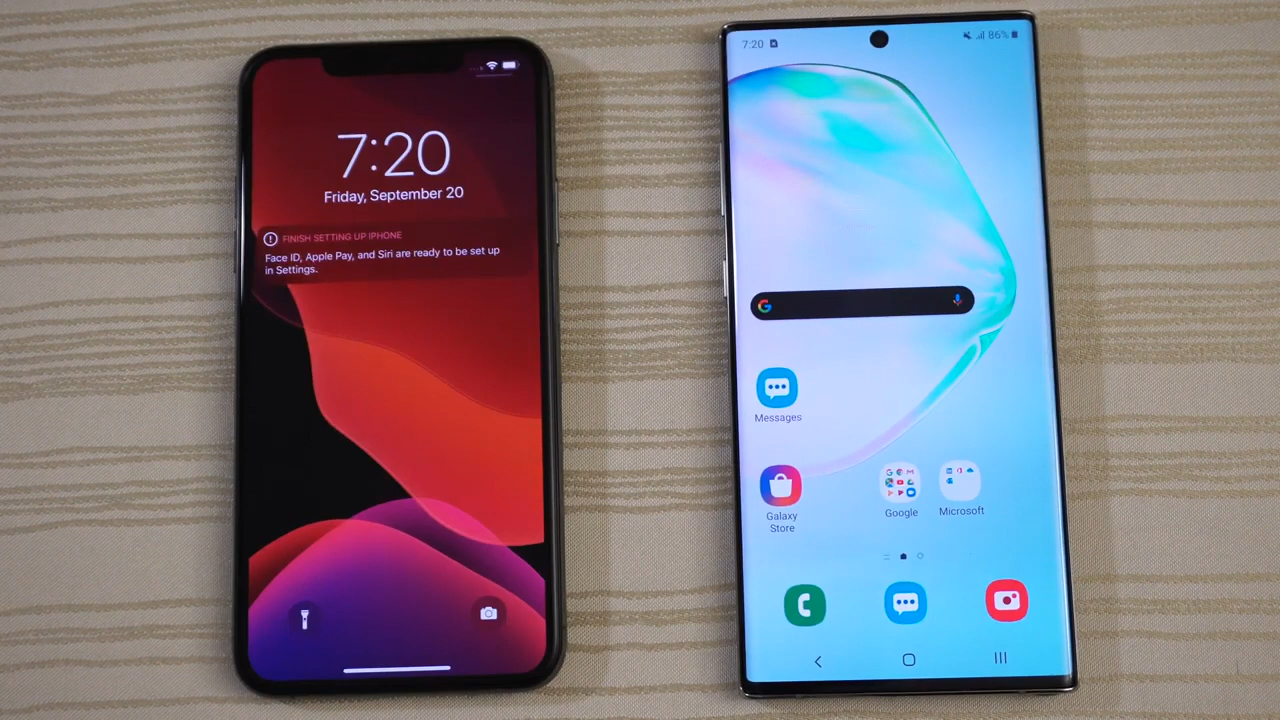 7:20
Friday, September 20
FINISH SETTING UP IPHONE
Face ID, Apple Pay, and Siri are ready to be set up
in Settings.
7:20
86%
Messages
Galaxy
Store
Google
Microsoft